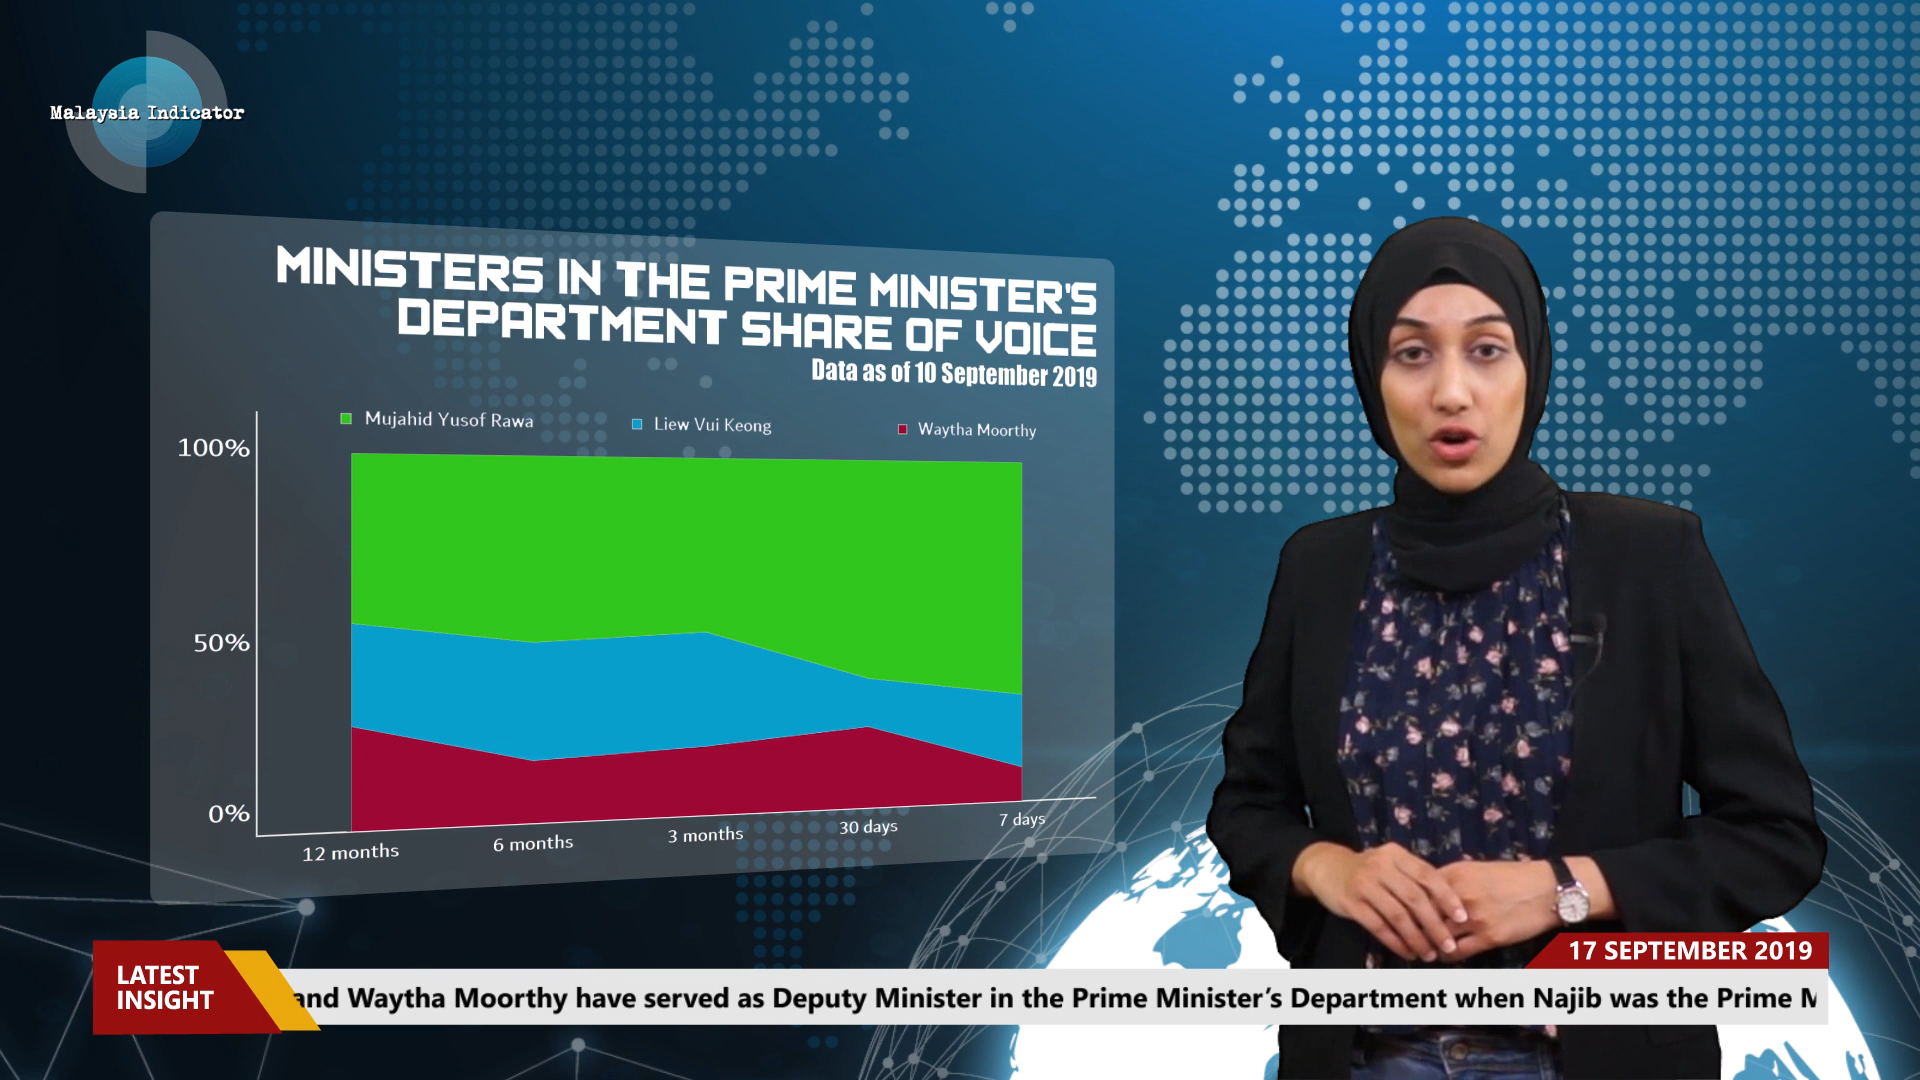 Malaysia Indicator
MINISTERS IN THE PRIME MINISTER'S
DEPARTMENT SHARE OF VOICE
Data as of 10 September 2019
Mujahid Yusof Rawa
Liew Vui Keong
Waytha Moorthy
100%
50%
0%
12 months
6 months
3 months
30 days
7 days
17 SEPTEMBER 2019
LATEST
INSIGHT
and Waytha Moorthy have served as Deputy Minister in the Prime Minister’s Department when Najib was the Prime